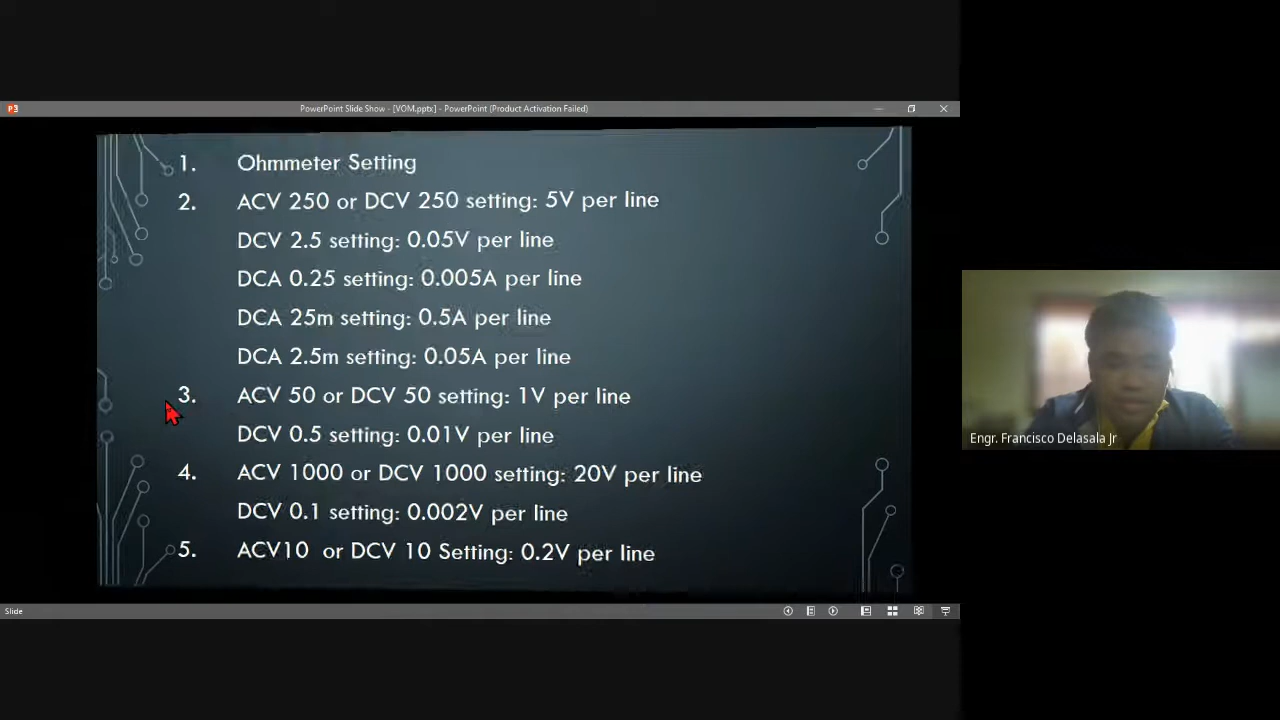 PowerPoint Slide Show - [VOM.pptx] - PowerPoint (Product Activation Failed)
1. Ohmmeter Setting
2. ACV 250 or DCV 250 setting: 5V per line
DCV 2.5 setting: 0.05V per line
DCA 0.25 setting: 0.005A per line
DCA 25m setting: 0.5A per line
DCA 2.5m setting: 0.05A per line
3. ACV 50 or DCV 50 setting: 1V per line
DCV 0.5 setting: 0.01V per line
4. ACV 1000 or DCV 1000 setting: 20V per line
DCV 0.1 setting: 0.002V per line
5. ACV10 or DCV 10 Setting: 0.2V per line
Engr. Francisco Delasala Jr
Slide